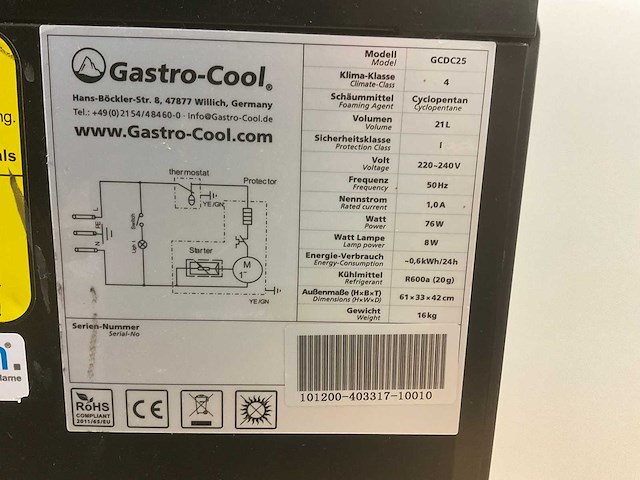 Gastro-Cool®
Hans-Böckler-Str. 8, 47877 Willich, Germany
Tel.: +49(0)2154/48460-0 · Info@Gastro-Cool.de
www.Gastro-Cool.com
thermostat
Protector
YE/GN
L
PE
N
Switch
Starter
M
1~
YE/GN
Modell
Model
GCDC25
Klima-Klasse
Climate-Class
4
Schäummittel
Foaming Agent
Cyclopentan
Cyclopentane
Volumen
Volume
21L
Sicherheitsklasse
Protection Class
I
Volt
Voltage
220-240V
Frequenz
Frequency
50Hz
Nennstrom
Rated current
1,0A
Watt
Power
76W
Watt Lampe
Lamp power
8W
Energie-Verbrauch
Energy-Consumption
~0,6kWh/24h
Kühlmittel
Refrigerant
R600a (20g)
Außenmaße (H×B×T)
Dimensions (H×W×D)
61×33×42cm
Gewicht
Weight
16kg
Serien-Nummer
Serial-No
101200-403317-10010
RoHS
COMPLIANT
2011/65/EU
CE
ng.
als
n.
lame